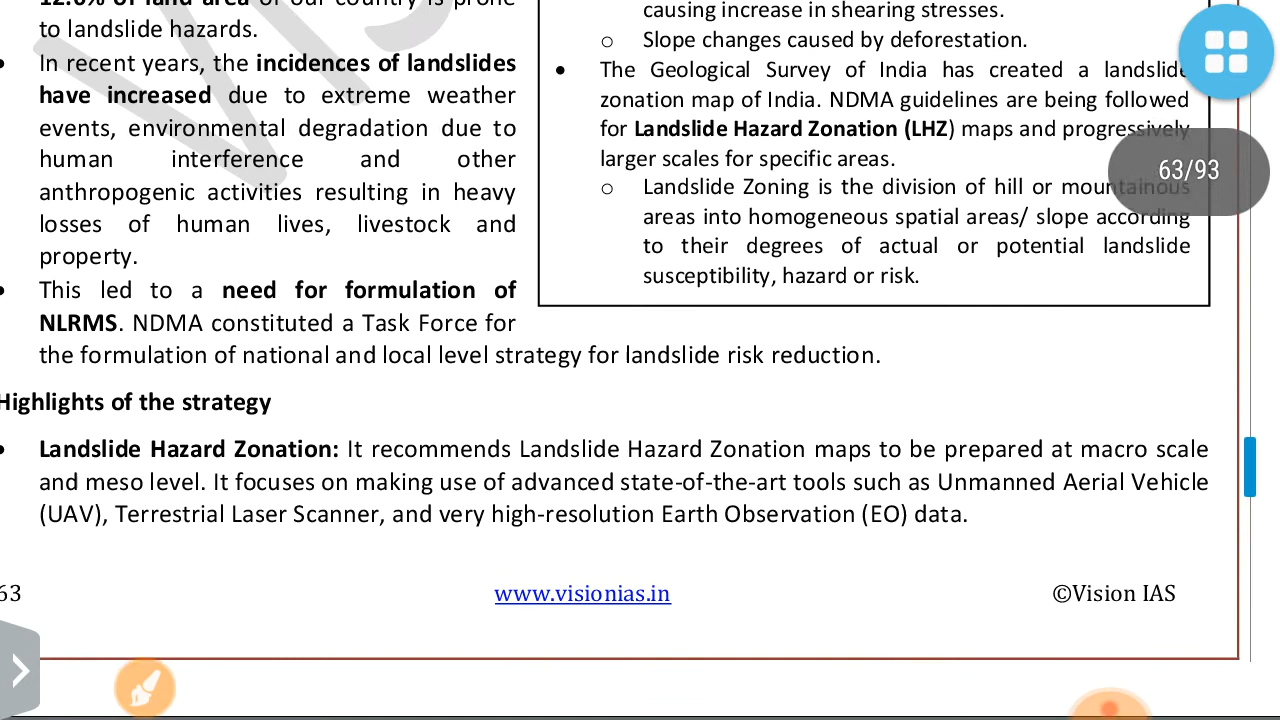 12.6% of land area of our country is prone
to landslide hazards.
• In recent years, the incidences of landslides
have increased due to extreme weather
events, environmental degradation due to
human interference and other
anthropogenic activities resulting in heavy
losses of human lives, livestock and
property.
• This led to a need for formulation of
NLRMS. NDMA constituted a Task Force for
the formulation of national and local level strategy for landslide risk reduction.
causing increase in shearing stresses.
o Slope changes caused by deforestation.
• The Geological Survey of India has created a landslide
zonation map of India. NDMA guidelines are being followed
for Landslide Hazard Zonation (LHZ) maps and progressively
larger scales for specific areas.
o Landslide Zoning is the division of hill or mountainous
areas into homogeneous spatial areas/ slope according
to their degrees of actual or potential landslide
susceptibility, hazard or risk.
63/93
Highlights of the strategy
• Landslide Hazard Zonation: It recommends Landslide Hazard Zonation maps to be prepared at macro scale
and meso level. It focuses on making use of advanced state-of-the-art tools such as Unmanned Aerial Vehicle
(UAV), Terrestrial Laser Scanner, and very high-resolution Earth Observation (EO) data.
63
www.visionias.in
©Vision IAS